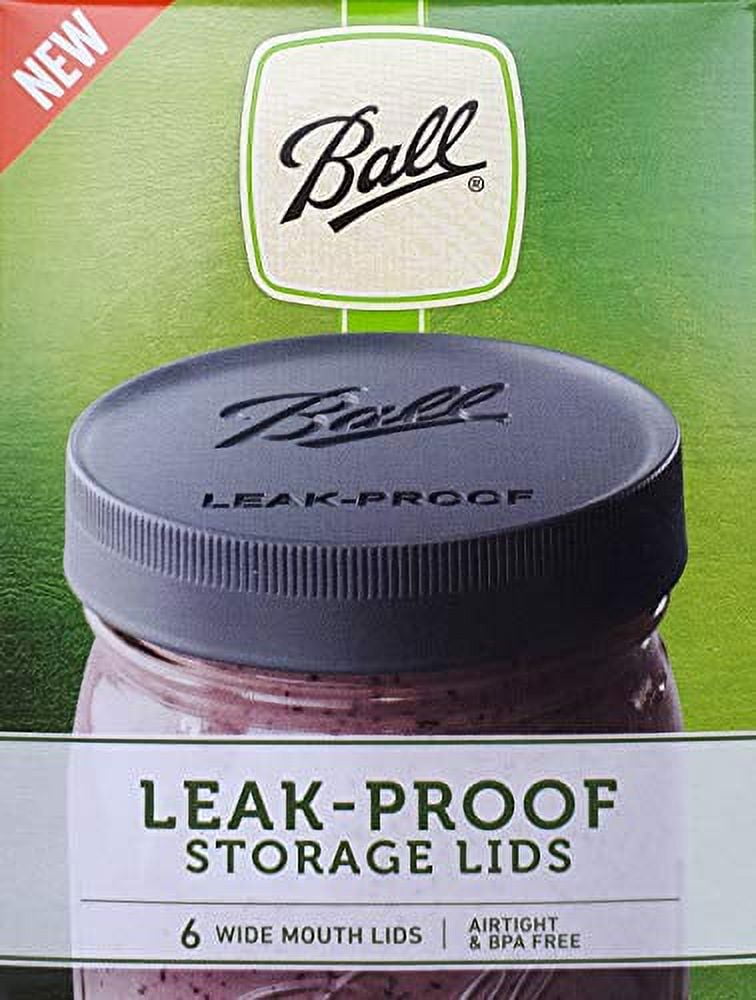 NEW
Ball
®
Ball
LEAK-PROOF
LEAK-PROOF
STORAGE LIDS
6 WIDE MOUTH LIDS | AIRTIGHT
& BPA FREE